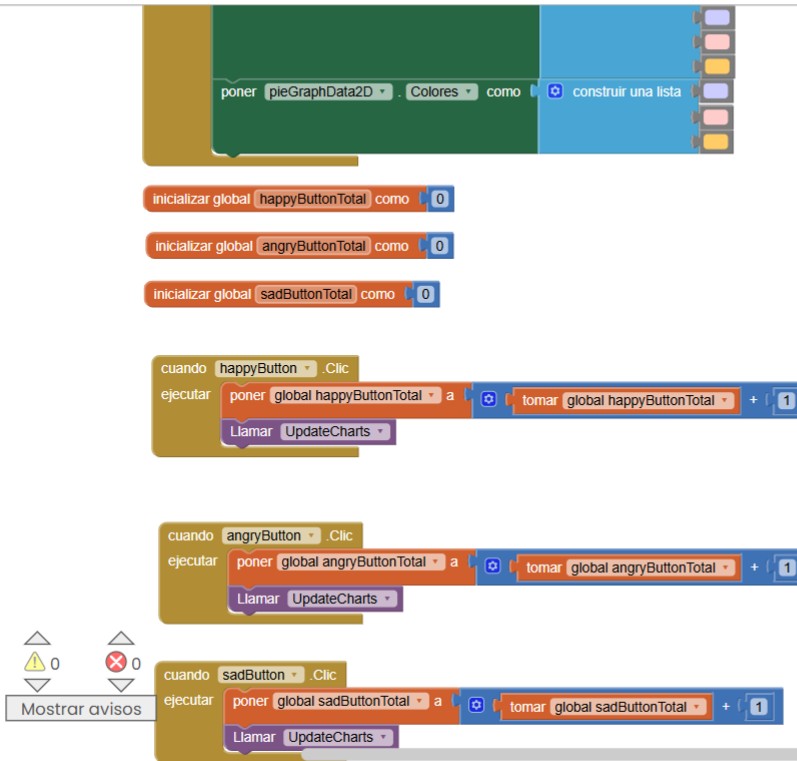 poner pieGraphData2D . Colores como construir una lista
inicializar global happyButtonTotal como 0
inicializar global angryButtonTotal como 0
inicializar global sadButtonTotal como 0
cuando happyButton .Clic
ejecutar poner global happyButtonTotal a tomar global happyButtonTotal + 1
Llamar UpdateCharts
cuando angryButton .Clic
ejecutar poner global angryButtonTotal a tomar global angryButtonTotal + 1
Llamar UpdateCharts
0 0
Mostrar avisos
cuando sadButton .Clic
ejecutar poner global sadButtonTotal a tomar global sadButtonTotal + 1
Llamar UpdateCharts